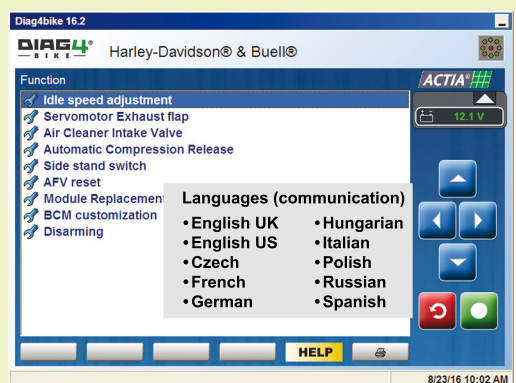 Diag4bike 16.2
DIAG4®
BIKE
Harley-Davidson® & Buell®
Function
ACTIA®
Idle speed adjustment
12.1 V
Servomotor Exhaust flap
Air Cleaner Intake Valve
Automatic Compression Release
Side stand switch
AFV reset
Module Replacement
BCM customization
Disarming
Languages (communication)
•English UK
•English US
•Czech
•French
•German
•Hungarian
•Italian
•Polish
•Russian
•Spanish
HELP
8/23/16 10:02 AM